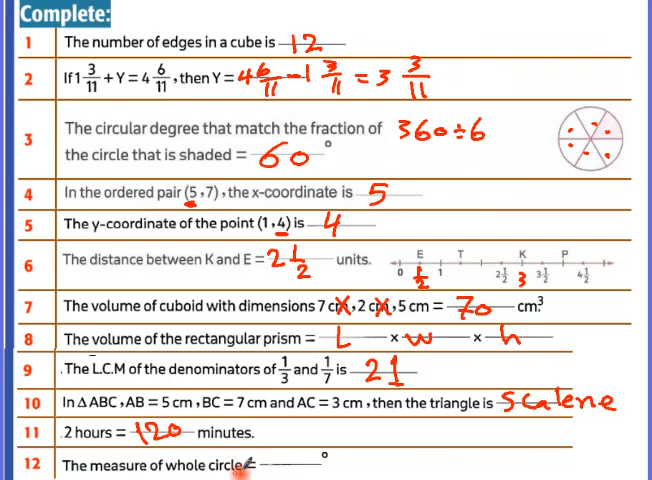 Complete:
1 The number of edges in a cube is 12
2 If 1 3/11 + Y = 4 6/11 , then Y = 4 6/11 - 1 3/11 = 3 3/11
3 The circular degree that match the fraction of 360÷6
the circle that is shaded = 60 °
4 In the ordered pair (5 ,7) , the x-coordinate is 5
5 The y-coordinate of the point (1 ,4) is 4
6 The distance between K and E = 2 1/2 units.
E T K P
0 1/2 1 2 1/2 3 3 1/2 4 1/2
7 The volume of cuboid with dimensions 7 cm ,2 cm ,5 cm = 70 cm³
8 The volume of the rectangular prism = L × w × h
9 .The L.C.M of the denominators of 1/3 and 1/7 is 21
10 In Δ ABC , AB = 5 cm , BC = 7 cm and AC = 3 cm , then the triangle is Scalene
11 .2 hours = 120 minutes.
12 The measure of whole circle = °